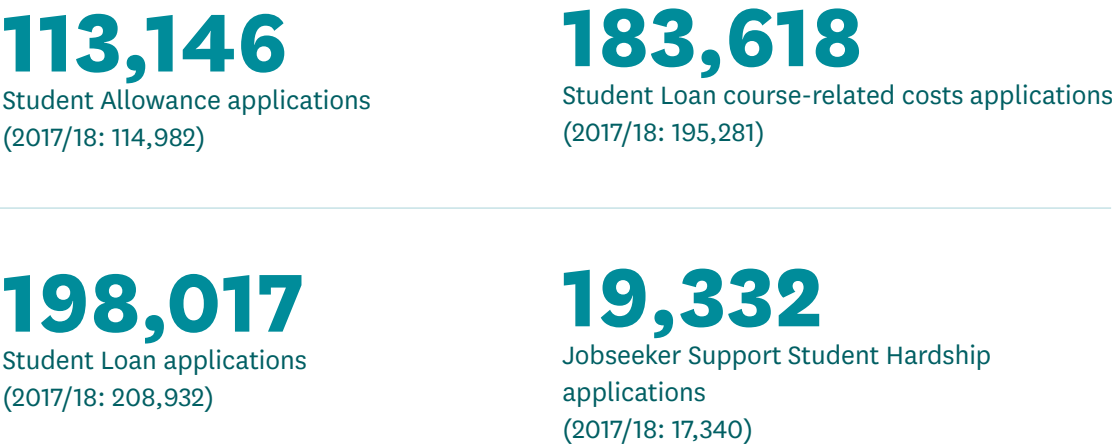 113,146
Student Allowance applications
(2017/18: 114,982)
183,618
Student Loan course-related costs applications
(2017/18: 195,281)
198,017
Student Loan applications
(2017/18: 208,932)
19,332
Jobseeker Support Student Hardship
applications
(2017/18: 17,340)